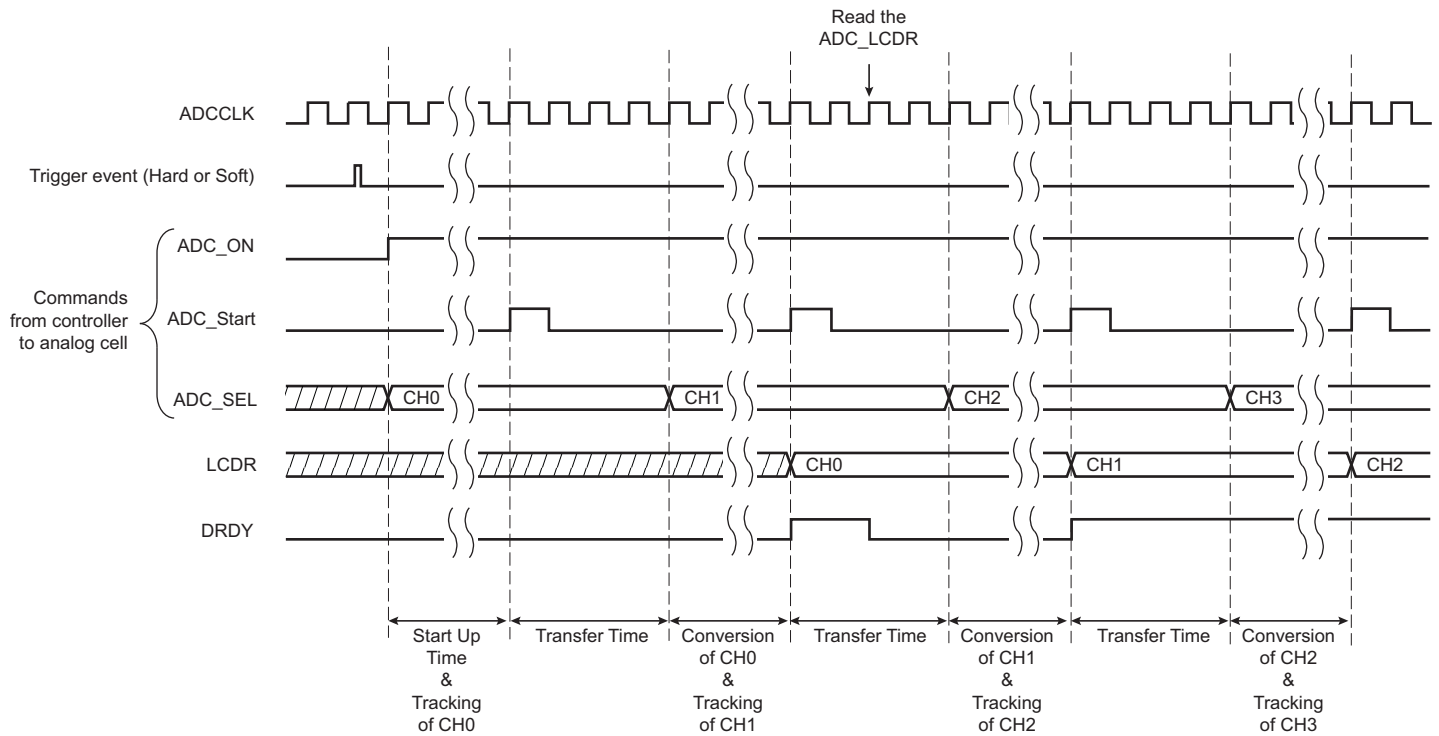 Read the
ADC_LCDR
ADCCLK
Trigger event (Hard or Soft)
ADC_ON
Commands
from controller
to analog cell
ADC_Start
ADC_SEL
CH0
CH1
CH2
CH3
LCDR
CH0
CH1
CH2
DRDY
Start Up
Time
&
Tracking
of CH0
Transfer Time
Conversion
of CH0
&
Tracking
of CH1
Transfer Time
Conversion
of CH1
&
Tracking
of CH2
Transfer Time
Conversion
of CH2
&
Tracking
of CH3